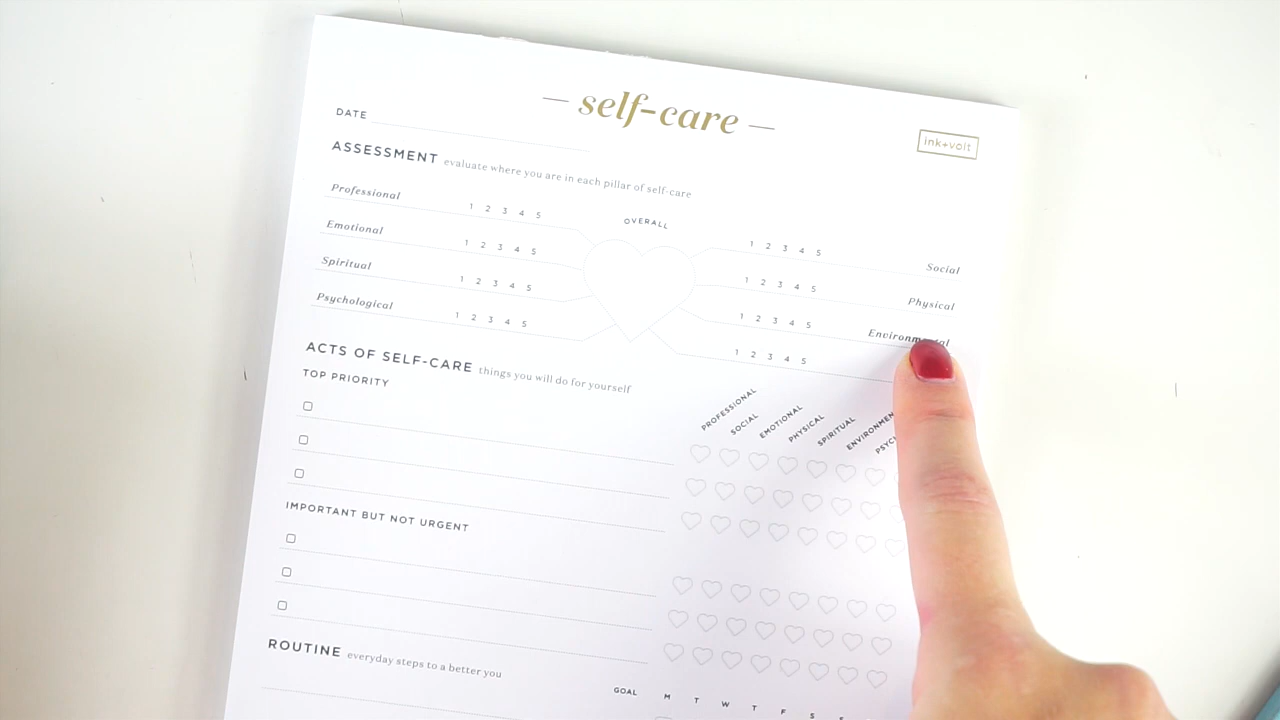 — self-care —
DATE
ink+volt
ASSESSMENT evaluate where you are in each pillar of self-care
OVERALL
Professional 1 2 3 4 5
Emotional 1 2 3 4 5
Spiritual 1 2 3 4 5
Psychological 1 2 3 4 5
1 2 3 4 5 Social
1 2 3 4 5 Physical
1 2 3 4 5 Environmental
1 2 3 4 5
ACTS OF SELF-CARE things you will do for yourself
TOP PRIORITY
PROFESSIONAL
SOCIAL
EMOTIONAL
PHYSICAL
SPIRITUAL
ENVIRONMEN
PSYC
IMPORTANT BUT NOT URGENT
ROUTINE everyday steps to a better you
GOAL M T W T F S S